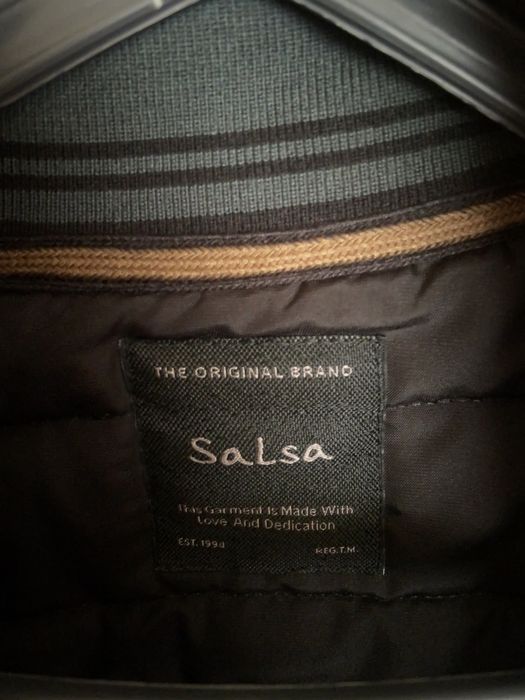 THE ORIGINAL BRAND
Salsa
This Garment Is Made With
Love And Dedication
EST. 1994
REG.T.M.